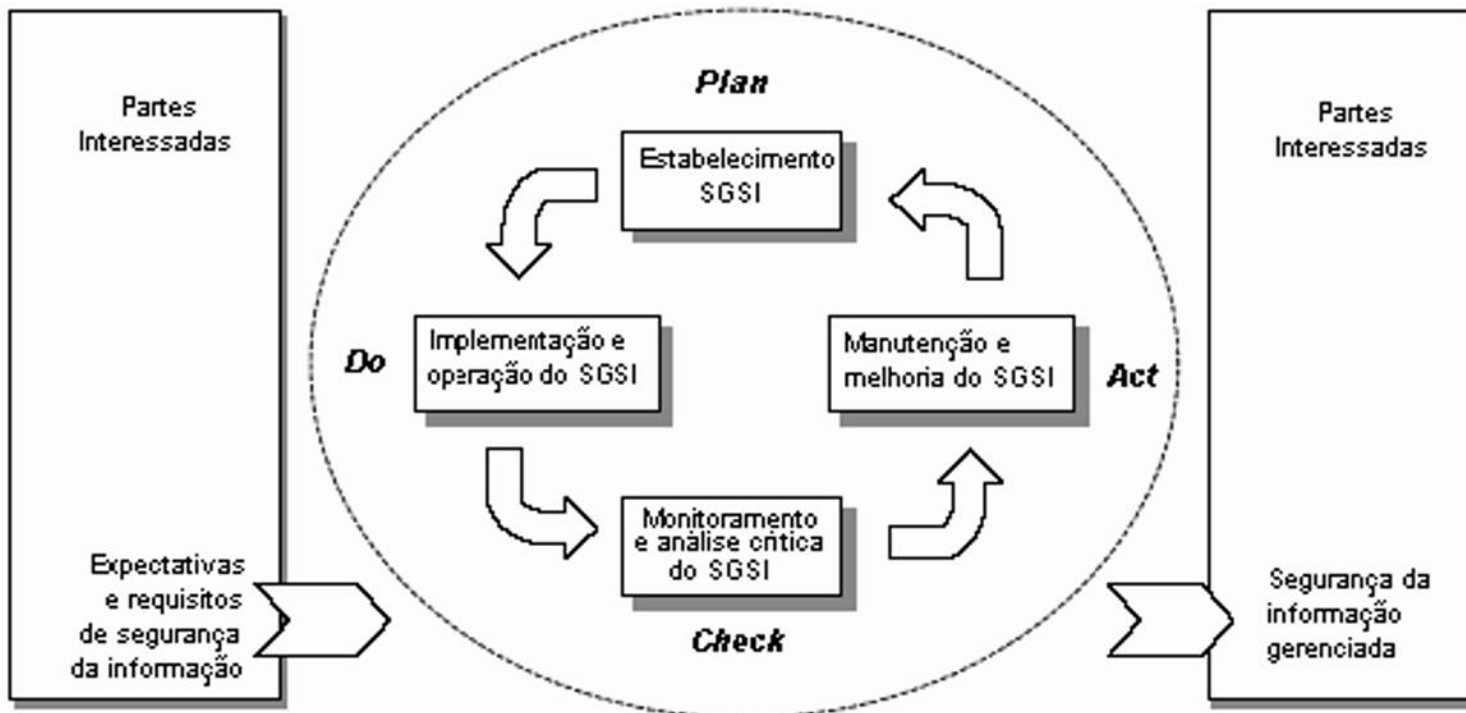 Partes
Interessadas
Expectativas
e requisitos
de segurança
da informação
Plan
Estabelecimento
SGSI
Do
Implementação e
operação do SGSI
Manutenção e
melhoria do SGSI
Act
Monitoramento
e análise crítica
do SGSI
Check
Partes
Interessadas
Segurança da
informação
gerenciada